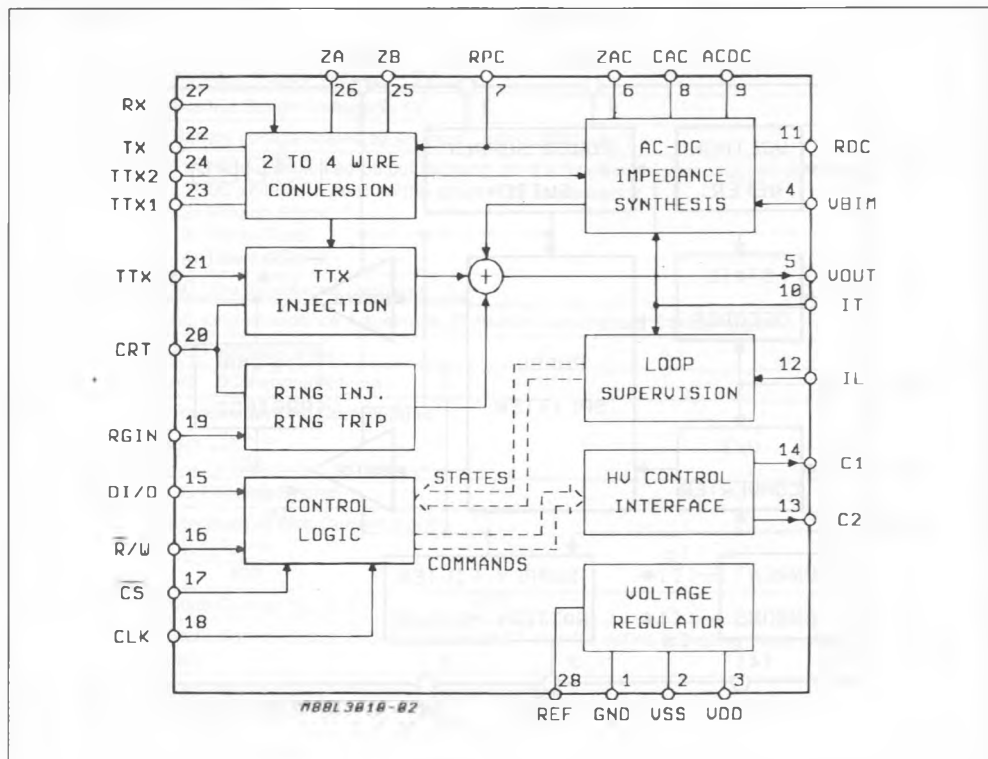 ZA ZB RPC ZAC CAC ACDC
26 25 7 6 8 9
27
RX
22
TX
24
TTX2
23
TTX1
2 TO 4 WIRE
CONVERSION
AC-DC
IMPEDANCE
SYNTHESIS
11
RDC
4
VBIM
21
TTX
TTX
INJECTION
+
5
VOUT
10
IT
20
CRT
RING INJ.
RING TRIP
19
RGIN
LOOP
SUPERVISION
12
IL
15
DI/O
16
R/W
17
CS
18
CLK
CONTROL
LOGIC
STATES
COMMANDS
HV CONTROL
INTERFACE
14
C1
13
C2
VOLTAGE
REGULATOR
28 1 2 3
REF GND VSS VDD
M88L3010-02